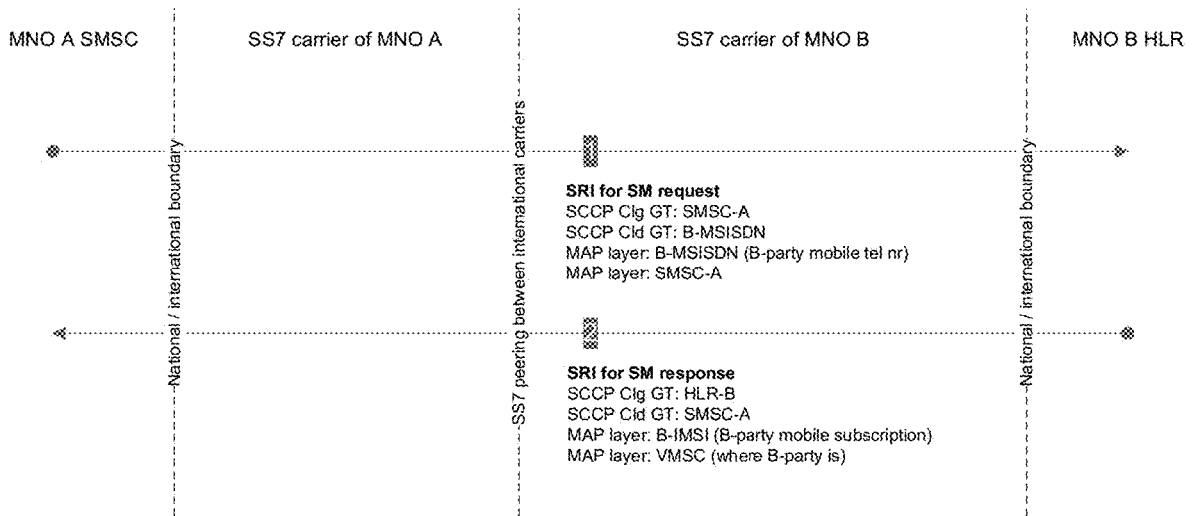 MNO A SMSC
SS7 carrier of MNO A
SS7 carrier of MNO B
MNO B HLR
National / international boundary
SS7 peering between international carriers
National / international boundary
1
SRI for SM request
SCCP Clg GT: SMSC-A
SCCP Cld GT: B-MSISDN
MAP layer: B-MSISDN (B-party mobile tel nr)
MAP layer: SMSC-A
2
SRI for SM response
SCCP Clg GT: HLR-B
SCCP Cld GT: SMSC-A
MAP layer: B-IMSI (B-party mobile subscription)
MAP layer: VMSC (where B-party is)